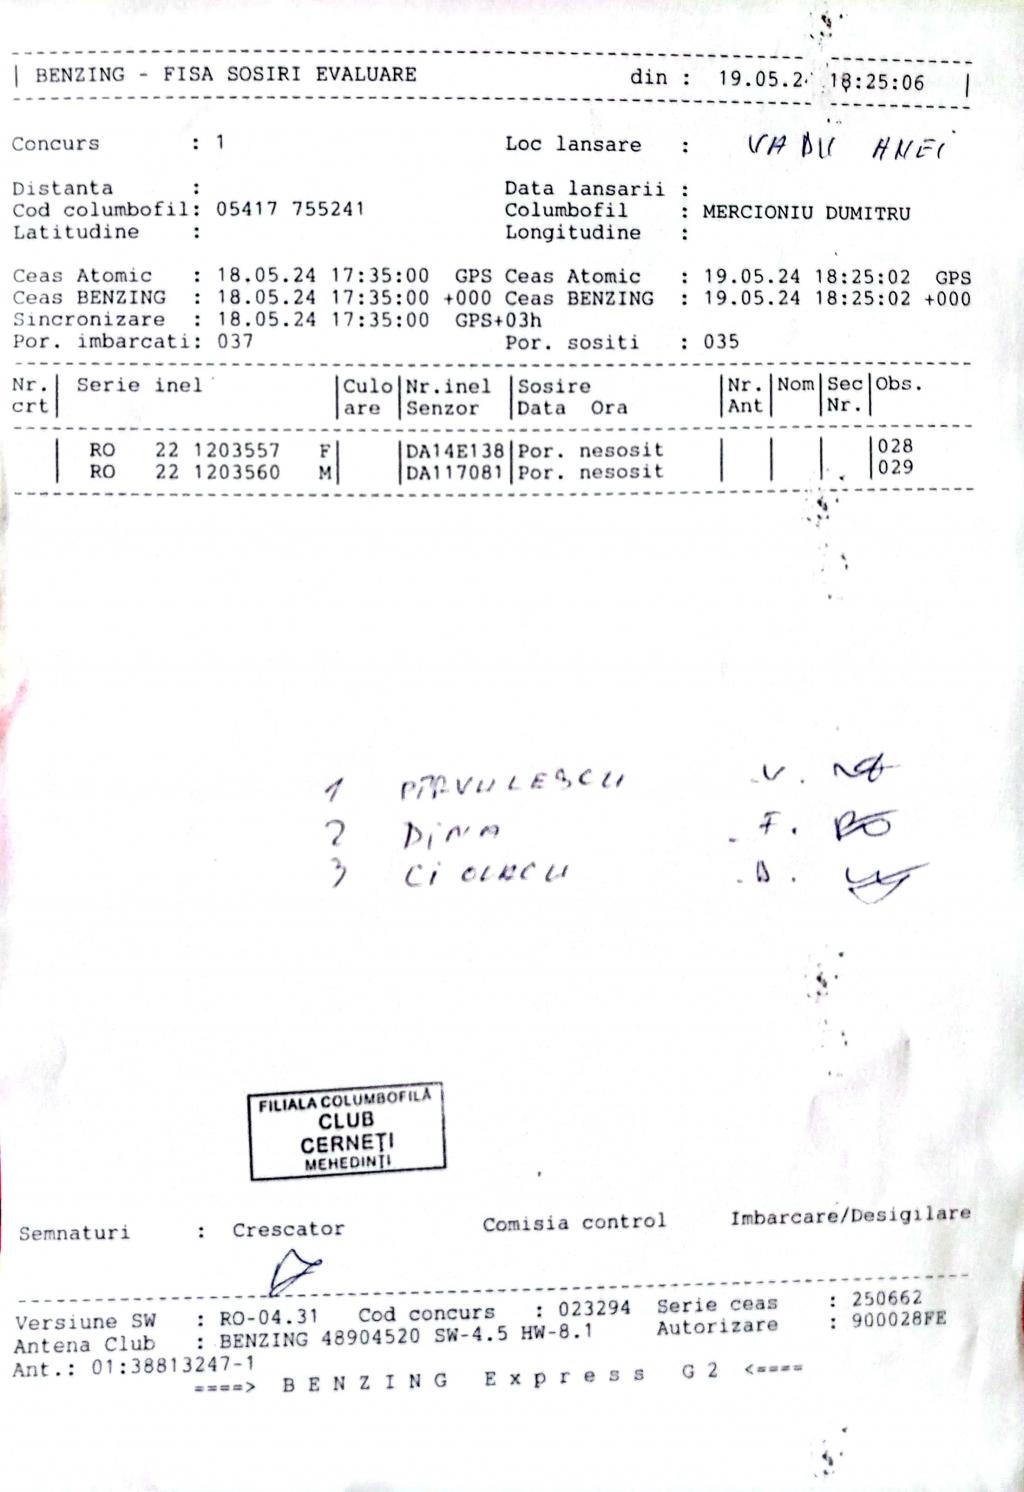 | BENZING - FISA SOSIRI EVALUARE din : 19.05.24 18:25:06 |
Concurs : 1 Loc lansare : VADU ANEI
Distanta : Data lansarii :
Cod columbofil: 05417 755241 Columbofil : MERCIONIU DUMITRU
Latitudine : Longitudine :
Ceas Atomic : 18.05.24 17:35:00 GPS Ceas Atomic : 19.05.24 18:25:02 GPS
Ceas BENZING : 18.05.24 17:35:00 +000 Ceas BENZING : 19.05.24 18:25:02 +000
Sincronizare : 18.05.24 17:35:00 GPS+03h
Por. imbarcati: 037 Por. sositi : 035
Nr.| Serie inel |Culo|Nr.inel |Sosire |Nr.|Nom|Sec|Obs.
crt| |are |Senzor |Data Ora |Ant| |Nr.|
| RO 22 1203557 F| |DA14E138|Por. nesosit | | | |028
| RO 22 1203560 M| |DA117081|Por. nesosit | | | |029
1 PÎRVULESCU V.
2 DINA F.
3 D.
FILIALA COLUMBOFILĂ
CLUB
CERNEȚI
MEHEDINȚI
Semnaturi : Crescator Comisia control Imbarcare/Desigilare
Versiune SW : RO-04.31 Cod concurs : 023294 Serie ceas : 250662
Antena Club : BENZING 48904520 SW-4.5 HW-8.1 Autorizare : 900028FE
Ant.: 01:38813247-1
====> B E N Z I N G E x p r e s s G 2 <====